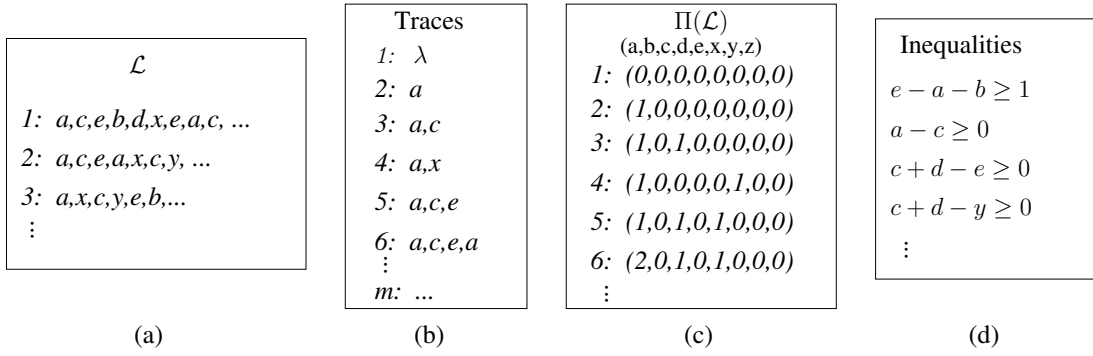 ℒ
1: a,c,e,b,d,x,e,a,c, ...
2: a,c,e,a,x,c,y, ...
3: a,x,c,y,e,b,...
⋮
(a)
Traces
1: λ
2: a
3: a,c
4: a,x
5: a,c,e
6: a,c,e,a
⋮
m: ...
(b)
Π(ℒ)
(a,b,c,d,e,x,y,z)
1: (0,0,0,0,0,0,0,0)
2: (1,0,0,0,0,0,0,0)
3: (1,0,1,0,0,0,0,0)
4: (1,0,0,0,0,1,0,0)
5: (1,0,1,0,1,0,0,0)
6: (2,0,1,0,1,0,0,0)
⋮
(c)
Inequalities
e − a − b ≥ 1
a − c ≥ 0
c + d − e ≥ 0
c + d − y ≥ 0
⋮
(d)